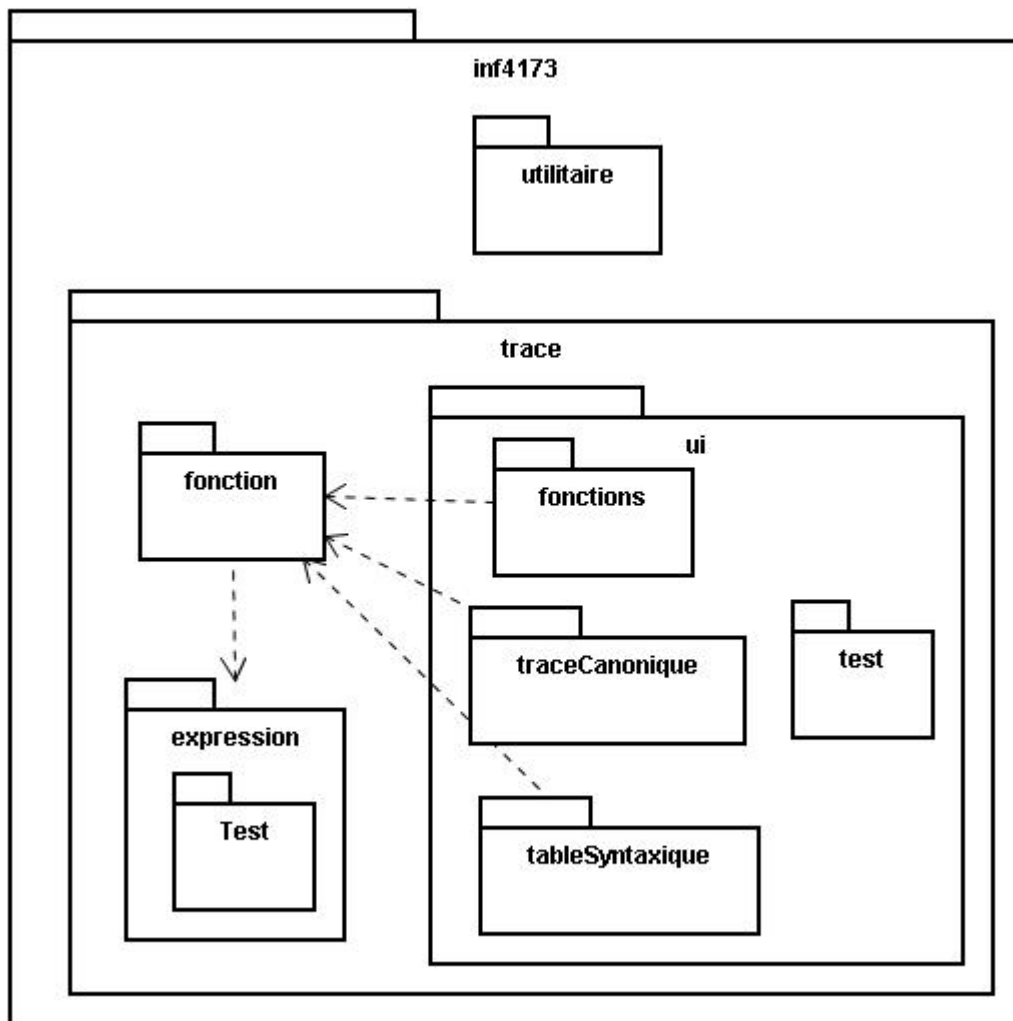 inf4173
utilitaire
trace
ui
fonction
fonctions
traceCanonique
test
expression
Test
tableSyntaxique